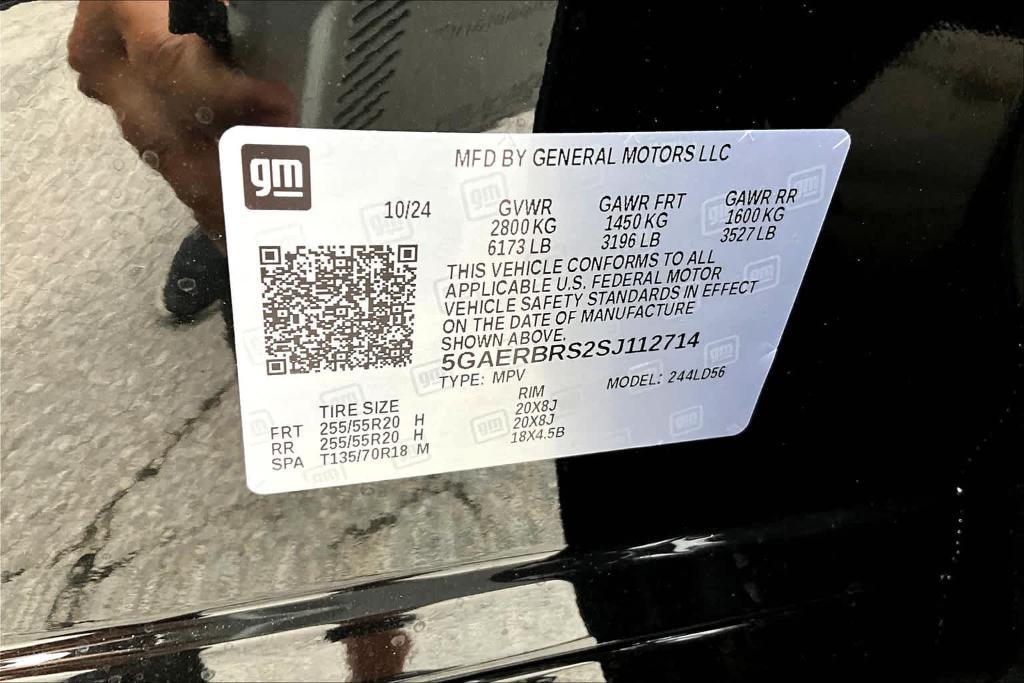 gm
MFD BY GENERAL MOTORS LLC
10/24
GVWR GAWR FRT GAWR RR
2800 KG 1450 KG 1600 KG
6173 LB 3196 LB 3527 LB
THIS VEHICLE CONFORMS TO ALL
APPLICABLE U.S. FEDERAL MOTOR
VEHICLE SAFETY STANDARDS IN EFFECT
ON THE DATE OF MANUFACTURE
SHOWN ABOVE.
5GAERBRS2SJ112714
TYPE: MPV MODEL: 244LD56
TIRE SIZE RIM
FRT 255/55R20 H 20X8J
RR 255/55R20 H 20X8J
SPA T135/70R18 M 18X4.5B